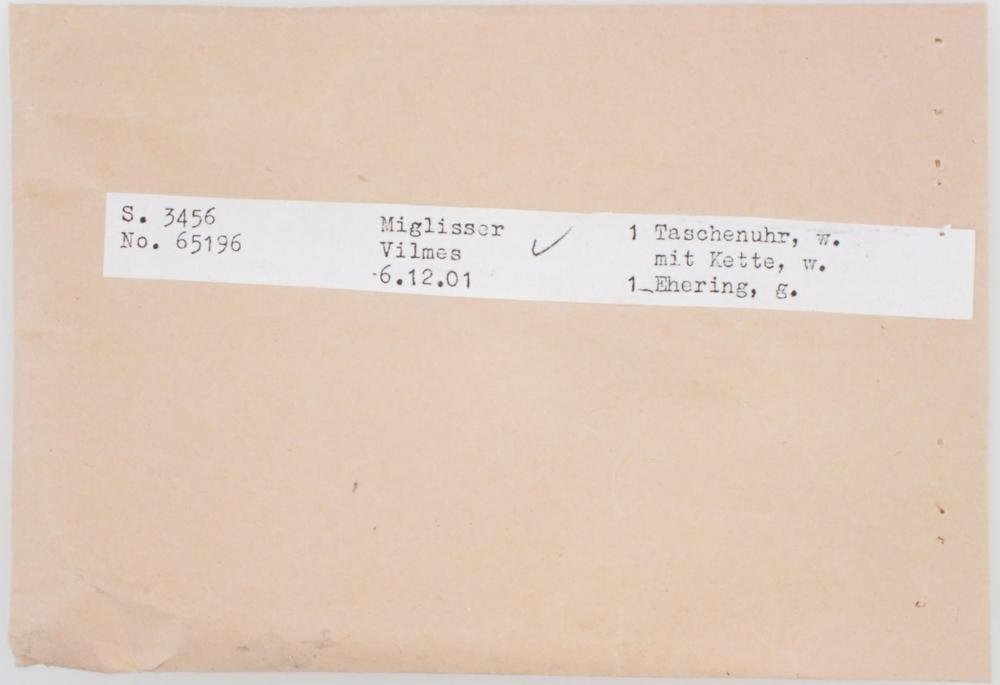 S. 3456
No. 65196
Miglisser
Vilmes
-6.12.01
1 Taschenuhr, w.
mit Kette, w.
1 Ehering, g.